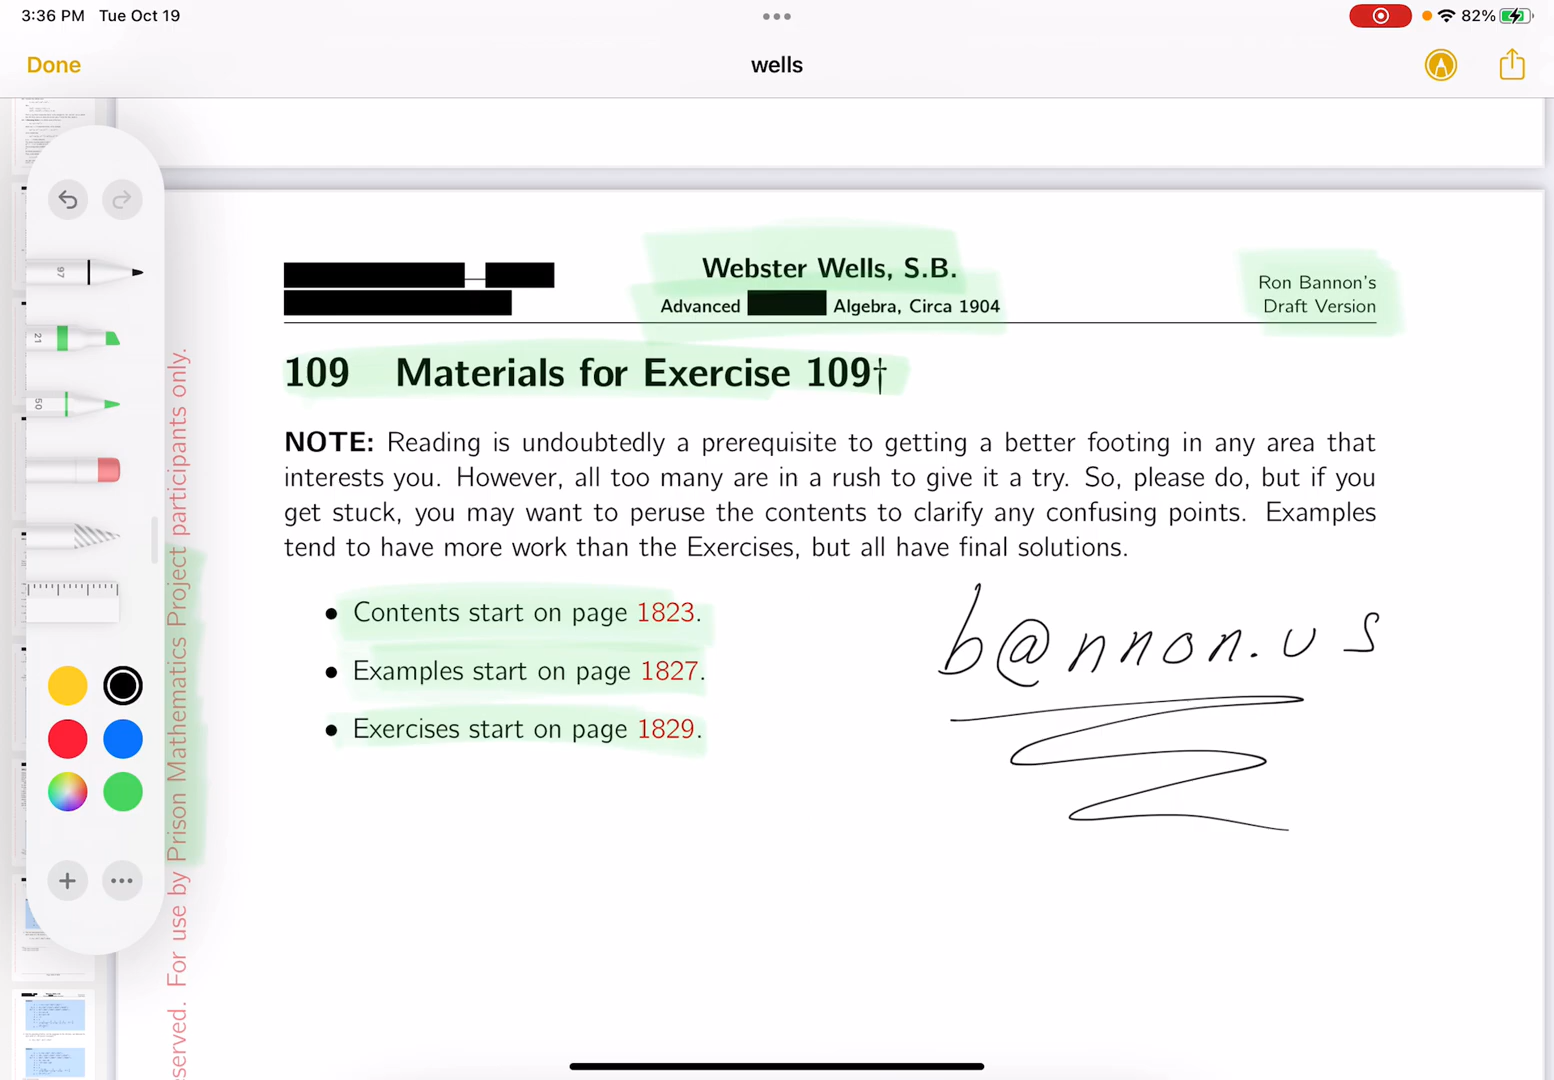 3:36 PM Tue Oct 19
82%
Done
wells
Webster Wells, S.B.
Advanced Algebra, Circa 1904
Ron Bannon's
Draft Version
109 Materials for Exercise 109†
NOTE: Reading is undoubtedly a prerequisite to getting a better footing in any area that
interests you. However, all too many are in a rush to give it a try. So, please do, but if you
get stuck, you may want to peruse the contents to clarify any confusing points. Examples
tend to have more work than the Exercises, but all have final solutions.
• Contents start on page 1823.
• Examples start on page 1827.
• Exercises start on page 1829.
b@nnon.us
97
21
50
served. For use by Prison Mathematics Project participants only.